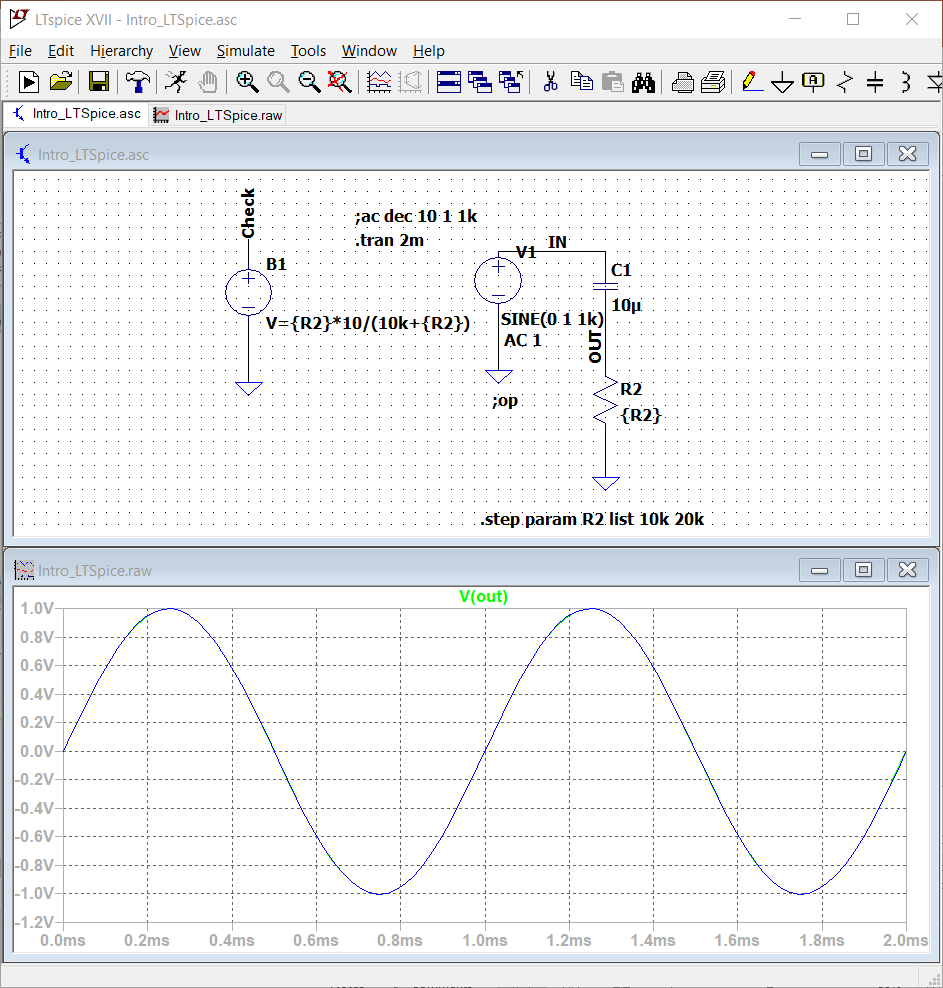 LTspice XVII - Intro_LTSpice.asc
File Edit Hierarchy View Simulate Tools Window Help
Intro_LTSpice.asc Intro_LTSpice.raw
Intro_LTSpice.asc
Check
;ac dec 10 1 1k
.tran 2m
B1
V={R2}*10/(10k+{R2})
V1
IN
C1
10µ
SINE(0 1 1k)
AC 1
OUT
;op
R2
{R2}
.step param R2 list 10k 20k
Intro_LTSpice.raw
V(out)
1.0V
0.8V
0.6V
0.4V
0.2V
0.0V
-0.2V
-0.4V
-0.6V
-0.8V
-1.0V
-1.2V
0.0ms 0.2ms 0.4ms 0.6ms 0.8ms 1.0ms 1.2ms 1.4ms 1.6ms 1.8ms 2.0ms